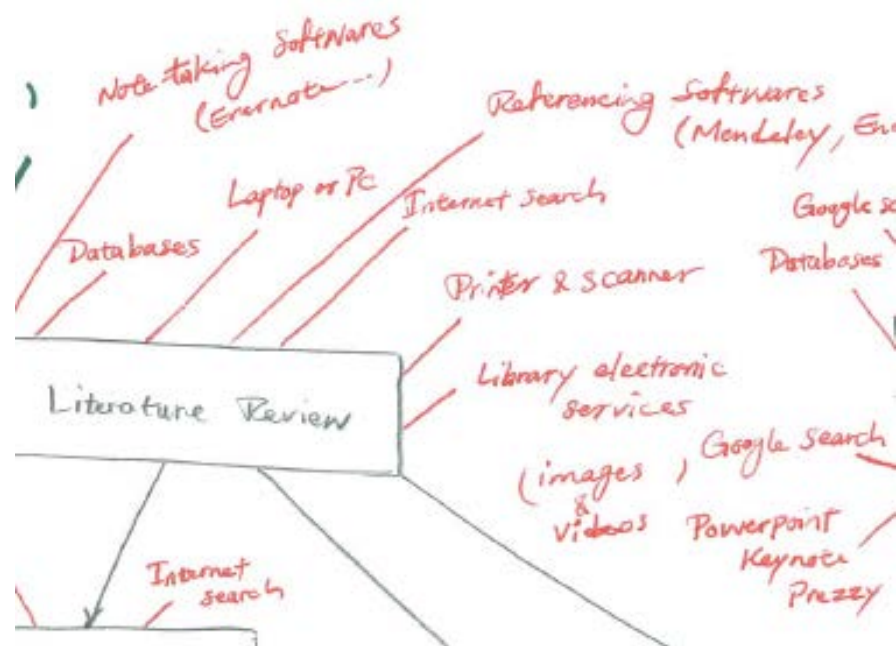 Note-taking Softwares
(Evernote...)
Referencing Softwares
(Mendeley,
Laptop or PC
Internet search
Google
Databases
Databases
Printer & Scanner
Library electronic
services
Literature Review
(images
&
videos
, Google search
Powerpoint
Keynote
Prezzy
Internet
search